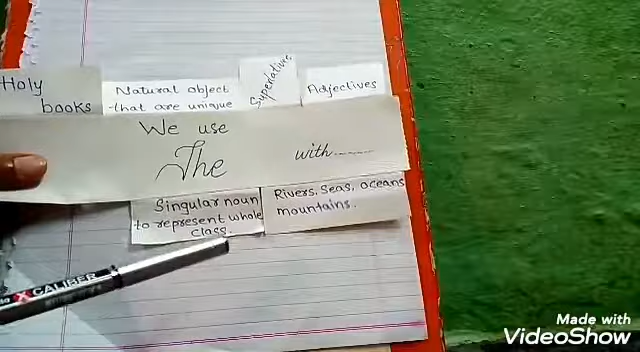 Holy
books
Natural object
that are unique
Superlative
Adjectives
We use
The with........
Singular noun
to represent whole
class.
Rivers, Seas, oceans
mountains.
X CALIBER
Made with
VideoShow